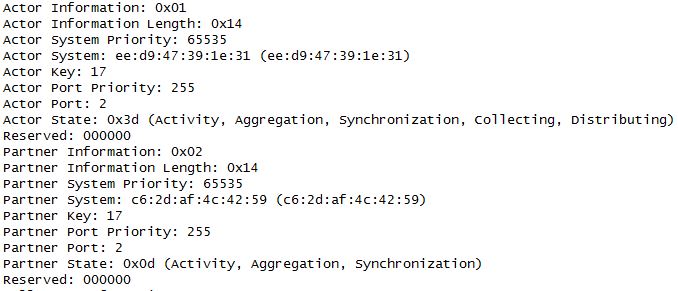 Actor Information: 0x01
Actor Information Length: 0x14
Actor System Priority: 65535
Actor System: ee:d9:47:39:1e:31 (ee:d9:47:39:1e:31)
Actor Key: 17
Actor Port Priority: 255
Actor Port: 2
Actor State: 0x3d (Activity, Aggregation, Synchronization, Collecting, Distributing)
Reserved: 000000
Partner Information: 0x02
Partner Information Length: 0x14
Partner System Priority: 65535
Partner System: c6:2d:af:4c:42:59 (c6:2d:af:4c:42:59)
Partner Key: 17
Partner Port Priority: 255
Partner Port: 2
Partner State: 0x0d (Activity, Aggregation, Synchronization)
Reserved: 000000